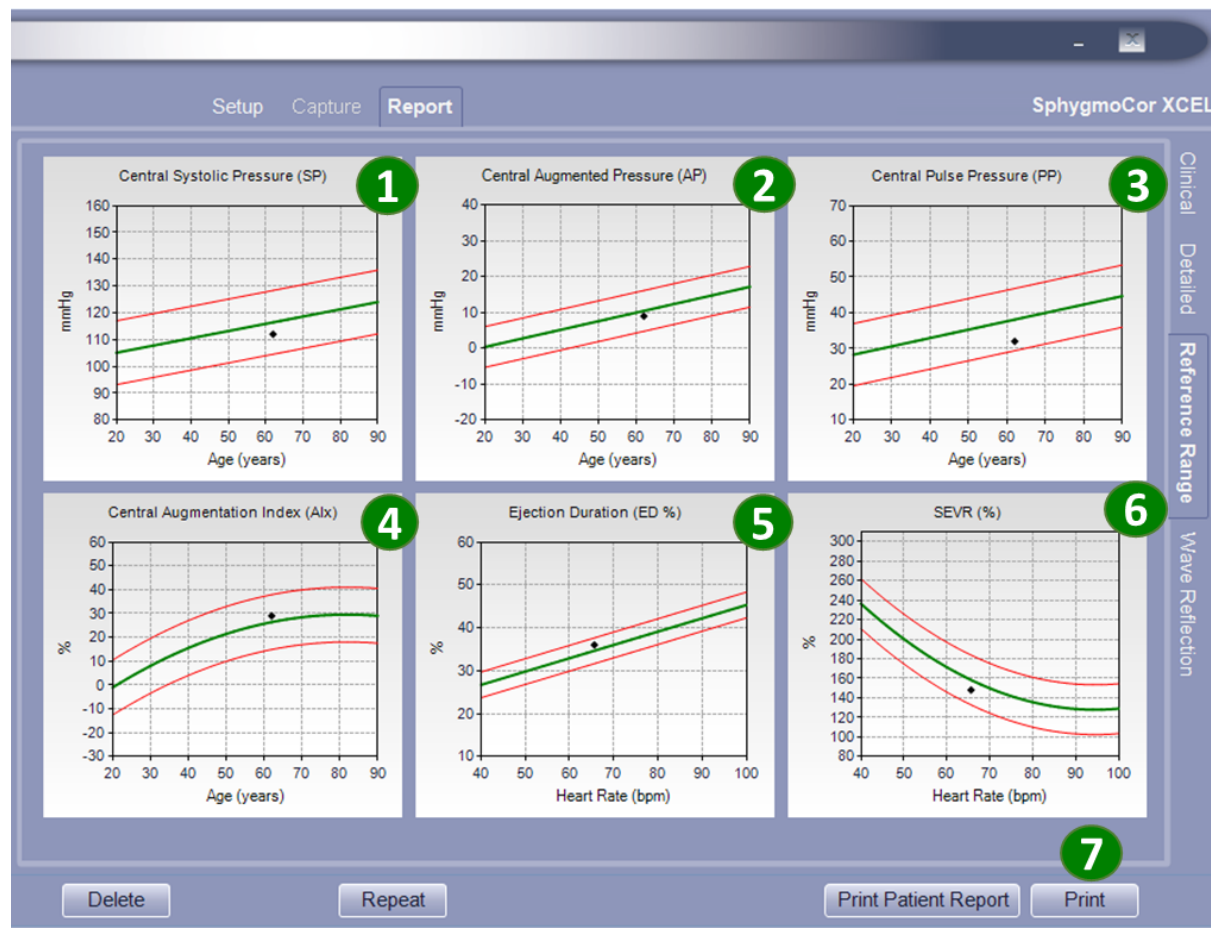 Setup Capture Report SphygmoCor XCEL
Clinical
Detailed
Reference Range
Wave Reflection
Central Systolic Pressure (SP)
1
160
150
140
130
120
110
100
90
80
mmHg
20 30 40 50 60 70 80 90
Age (years)
Central Augmented Pressure (AP)
2
40
30
20
10
0
-10
-20
mmHg
20 30 40 50 60 70 80 90
Age (years)
Central Pulse Pressure (PP)
3
70
60
50
40
30
20
10
mmHg
20 30 40 50 60 70 80 90
Age (years)
Central Augmentation Index (AIx)
4
60
50
40
30
20
10
0
-10
-20
-30
%
20 30 40 50 60 70 80 90
Age (years)
Ejection Duration (ED %)
5
60
50
40
30
20
10
%
40 50 60 70 80 90 100
Heart Rate (bpm)
SEVR (%)
6
300
280
260
240
220
200
180
160
140
120
100
80
%
40 50 60 70 80 90 100
Heart Rate (bpm)
7
Delete Repeat Print Patient Report Print